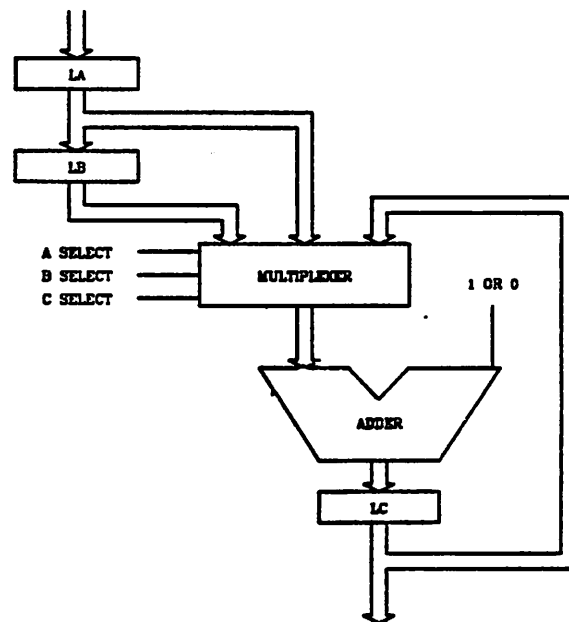 LA
LB
A SELECT
B SELECT
C SELECT
MULTIPLEXER
1 OR 0
ADDER
LC